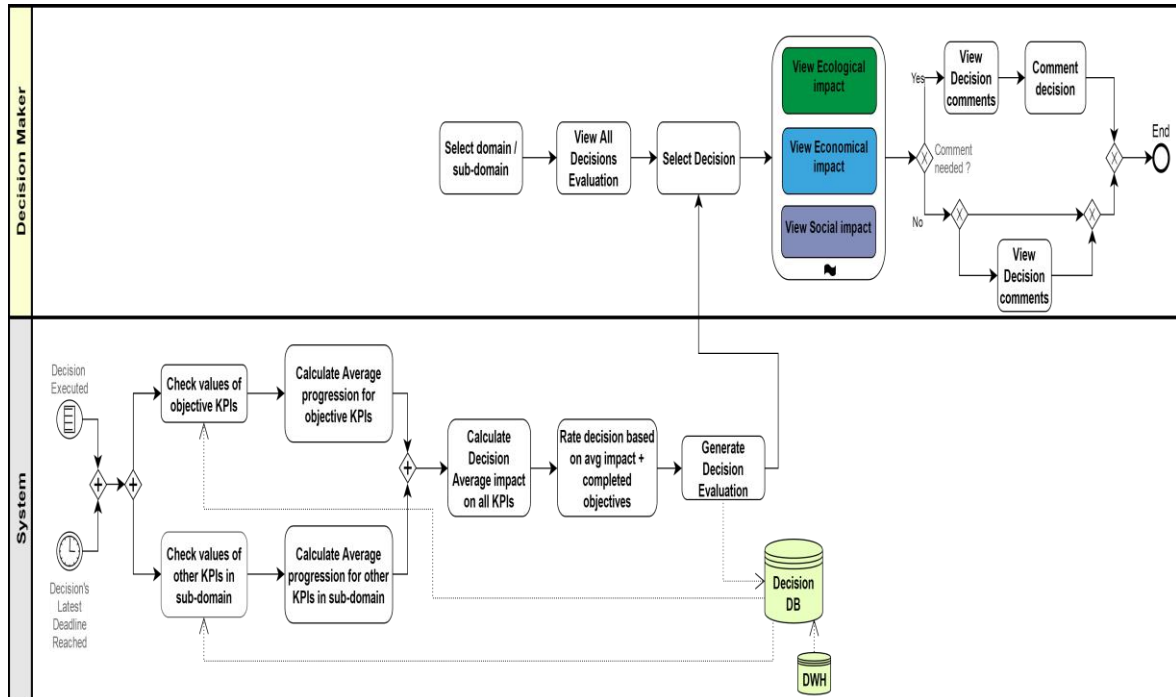 Decision Maker
Select domain /
sub-domain
View All
Decisions
Evaluation
Select Decision
View Ecological
impact
View Economical
impact
View Social impact
Yes
Comment
needed ?
No
View
Decision
comments
Comment
decision
View
Decision
comments
End
System
Decision
Executed
Decision's
Latest
Deadline
Reached
Check values of
objective KPIs
Calculate Average
progression for
objective KPIs
Check values of
other KPIs in
sub-domain
Calculate Average
progression for other
KPIs in sub-domain
Calculate
Decision
Average impact
on all KPIs
Rate decision based
on avg impact +
completed
objectives
Generate
Decision
Evaluation
Decision
DB
DWH